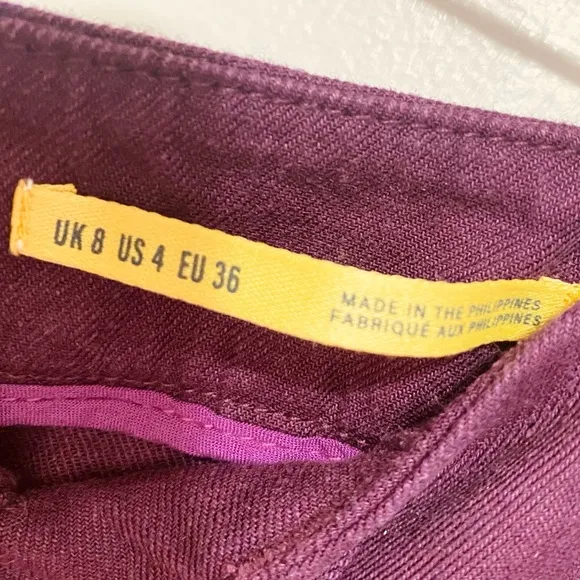 UK 8 US 4 EU 36
MADE IN THE PHILIPPINES
FABRIQUÉ AUX PHILIPPINES